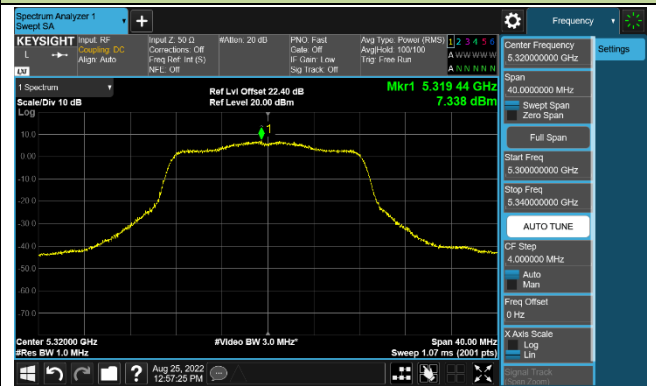 Spectrum Analyzer 1
Swept SA
Frequency
KEYSIGHT
L
LXI
Input: RF
Coupling: DC
Align: Auto
Input Z: 50 Ω
Corrections: Off
Freq Ref: Int (S)
NFE: Off
#Atten: 20 dB
PNO: Fast
Gate: Off
IF Gain: Low
Sig Track: Off
Avg Type: Power (RMS)
Avg|Hold: 100/100
Trig: Free Run
1 2 3 4 5 6
A W W W W W
A N N N N N
1 Spectrum
Scale/Div 10 dB
Log
Ref Lvl Offset 22.40 dB
Ref Level 20.00 dBm
Mkr1 5.319 44 GHz
7.338 dBm
1
10.0
0.00
-10.0
-20.0
-30.0
-40.0
-50.0
-60.0
-70.0
Center 5.32000 GHz
#Res BW 1.0 MHz
#Video BW 3.0 MHz*
Span 40.00 MHz
Sweep 1.07 ms (2001 pts)
Aug 25, 2022
12:57:25 PM
Center Frequency
5.320000000 GHz
Settings
Span
40.0000000 MHz
Swept Span
Zero Span
Full Span
Start Freq
5.300000000 GHz
Stop Freq
5.340000000 GHz
AUTO TUNE
CF Step
4.000000 MHz
Auto
Man
Freq Offset
0 Hz
X Axis Scale
Log
Lin
Signal Track
(Span Zoom)